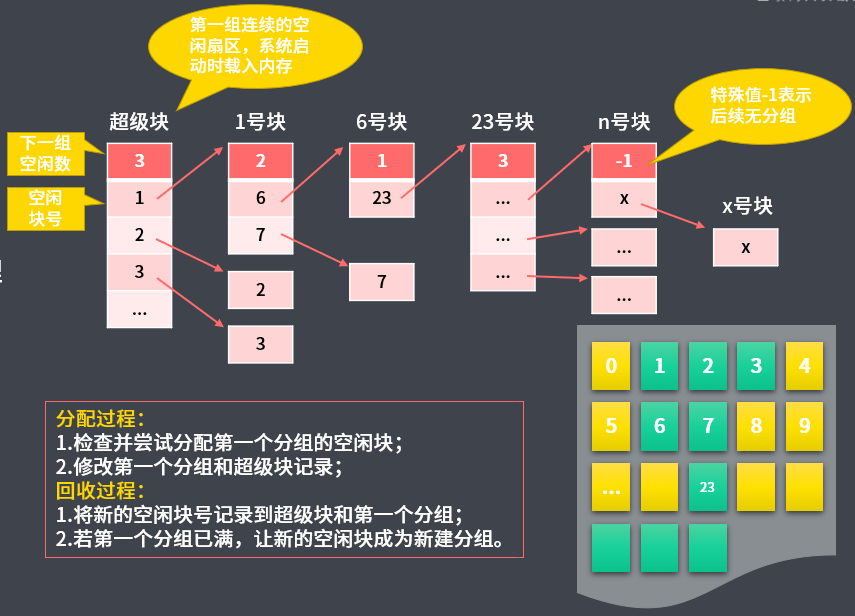 第一组连续的空
闲扇区，系统启
动时载入内存
特殊值-1表示
后续无分组
超级块
1号块
6号块
23号块
n号块
x号块
下一组
空闲数
空闲
块号
3
1
2
3
...
2
6
7
2
3
1
23
7
3
...
...
...
-1
x
...
...
x
0 1 2 3 4
5 6 7 8 9
... 23
分配过程：
1.检查并尝试分配第一个分组的空闲块；
2.修改第一个分组和超级块记录；
回收过程：
1.将新的空闲块号记录到超级块和第一个分组；
2.若第一个分组已满，让新的空闲块成为新建分组。